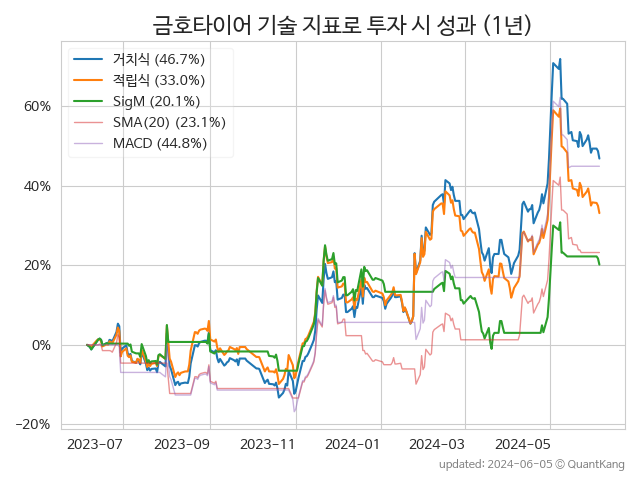 금호타이어 기술 지표로 투자 시 성과 (1년)
거치식 (46.7%)
적립식 (33.0%)
SigM (20.1%)
SMA(20) (23.1%)
MACD (44.8%)
60%
40%
20%
0%
−20%
2023-07 2023-09 2023-11 2024-01 2024-03 2024-05
updated: 2024-06-05 ⓒ QuantKang